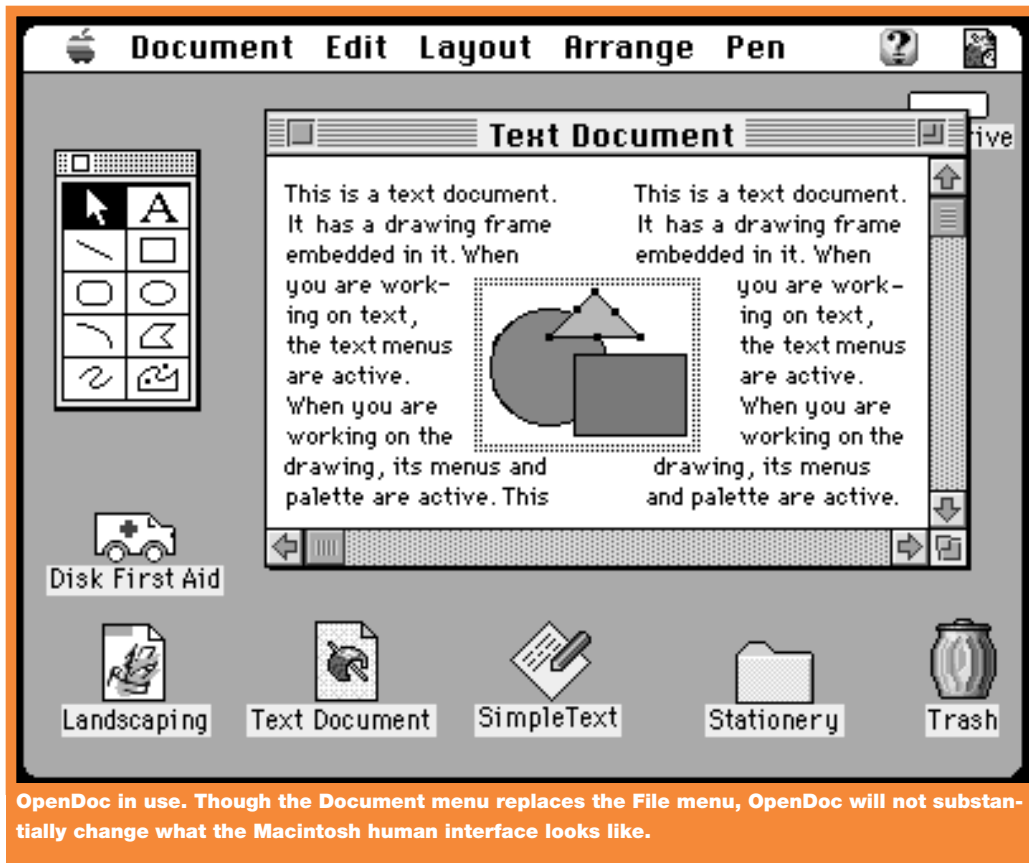 Document Edit Layout Arrange Pen
rive
Text Document
A
This is a text document.
It has a drawing frame
embedded in it. When
you are work-
ing on text,
the text menus
are active.
When you are
working on the
drawing, its menus and
palette are active. This
This is a text document.
It has a drawing frame
embedded in it. When
you are work-
ing on text,
the text menus
are active.
When you are
working on the
drawing, its menus
and palette are active.
Disk First Aid
Landscaping
Text Document
SimpleText
Stationery
Trash
OpenDoc in use. Though the Document menu replaces the File menu, OpenDoc will not substan-
tially change what the Macintosh human interface looks like.